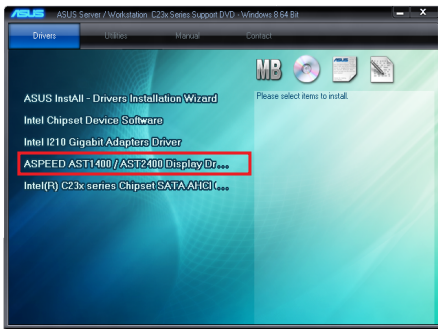 ASUS ASUS Server / Workstation C23x Series Support DVD - Windows 8 64 Bit
Drivers Utilities Manual Contact
MB
Please select items to install.
ASUS InstAll - Drivers Installation Wizard
Intel Chipset Device Software
Intel I210 Gigabit Adapters Driver
ASPEED AST1400 / AST2400 Display Dr...
Intel(R) C23x series Chipset SATA AHCI (...